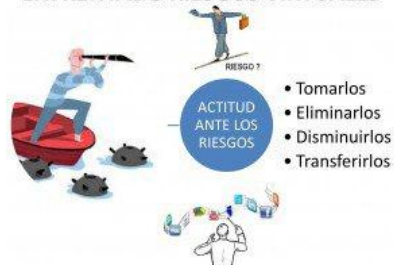 RIESGO ?
ACTITUD
ANTE LOS
RIESGOS
• Tomarlos
• Eliminarlos
• Disminuirlos
• Transferirlos